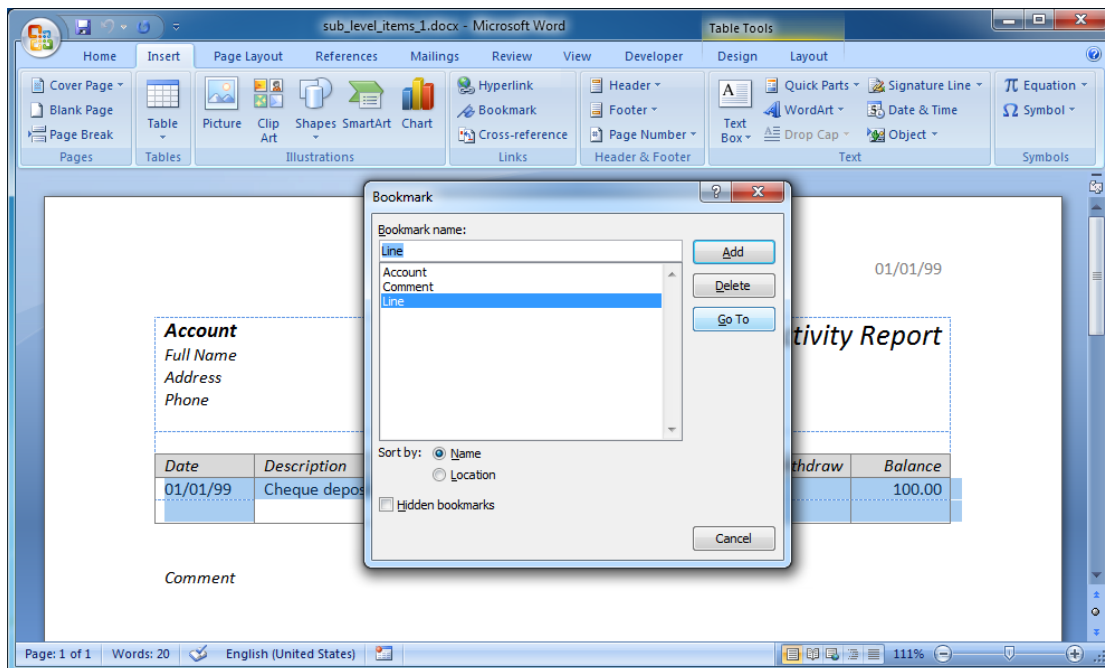 sub_level_items_1.docx - Microsoft Word
Table Tools
Home Insert Page Layout References Mailings Review View Developer Design Layout
Cover Page
Blank Page
Page Break
Pages
Table
Tables
Picture
Clip Art
Shapes
SmartArt
Chart
Illustrations
Hyperlink
Bookmark
Cross-reference
Links
Header
Footer
Page Number
Header & Footer
Text Box
Quick Parts
WordArt
Drop Cap
Signature Line
Date & Time
Object
Text
π Equation
Ω Symbol
Symbols
01/01/99
Account
tivity Report
Full Name
Address
Phone
Date Description thdraw Balance
01/01/99 Cheque depos 100.00
Comment
Bookmark
Bookmark name:
Line
Account
Comment
Line
Add
Delete
Go To
Sort by: Name
Location
Hidden bookmarks
Cancel
Page: 1 of 1 Words: 20 English (United States) 111%